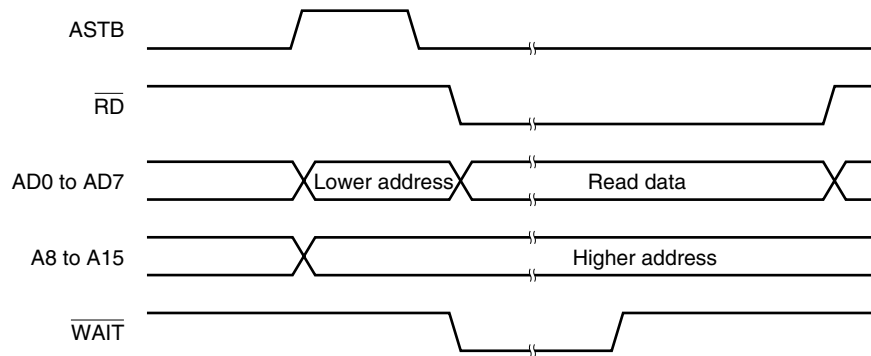 ASTB
RD
AD0 to AD7
Lower address
Read data
A8 to A15
Higher address
WAIT